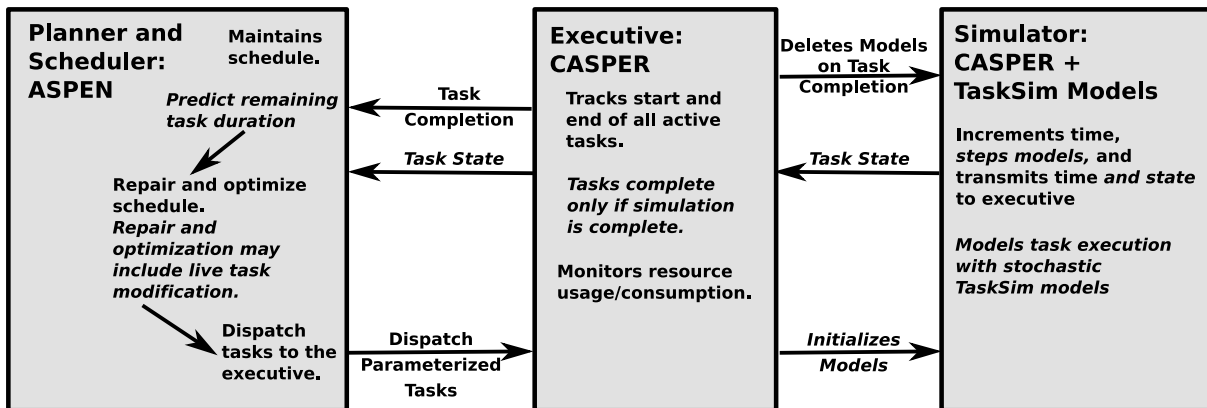 Planner and
Scheduler:
ASPEN
Maintains
schedule.
Predict remaining
task duration
Repair and optimize
schedule.
Repair and
optimization may
include live task
modification.
Dispatch
tasks to the
executive.
Task
Completion
Task State
Dispatch
Parameterized
Tasks
Executive:
CASPER
Tracks start and
end of all active
tasks.
Tasks complete
only if simulation
is complete.
Monitors resource
usage/consumption.
Deletes Models
on Task
Completion
Task State
Initializes
Models
Simulator:
CASPER +
TaskSim Models
Increments time,
steps models, and
transmits time and state
to executive
Models task execution
with stochastic
TaskSim models